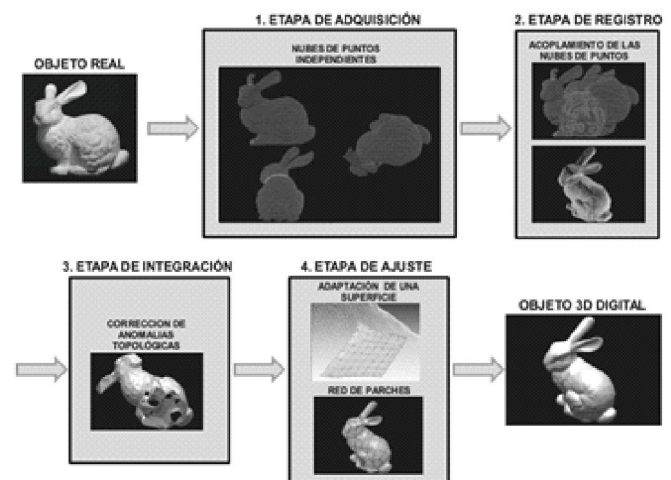 1. ETAPA DE ADQUISICIÓN
2. ETAPA DE REGISTRO
OBJETO REAL
NUBES DE PUNTOS
INDEPENDIENTES
ACOPLAMIENTO DE LAS
NUBES DE PUNTOS
3. ETAPA DE INTEGRACIÓN
4. ETAPA DE AJUSTE
CORRECCION DE
ANOMALIAS
TOPOLÓGICAS
ADAPTACIÓN DE UNA
SUPERFICIE
RED DE PARCHES
OBJETO 3D DIGITAL